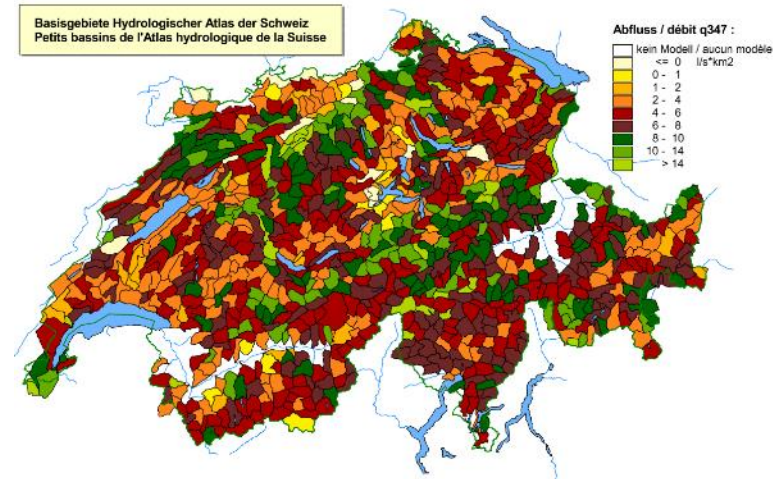 Basisgebiete Hydrologischer Atlas der Schweiz
Petits bassins de l'Atlas hydrologique de la Suisse
Abfluss / débit q347 :
kein Modell / aucun modèle
<= 0 l/s*km2
0 - 1
1 - 2
2 - 4
4 - 6
6 - 8
8 - 10
10 - 14
> 14